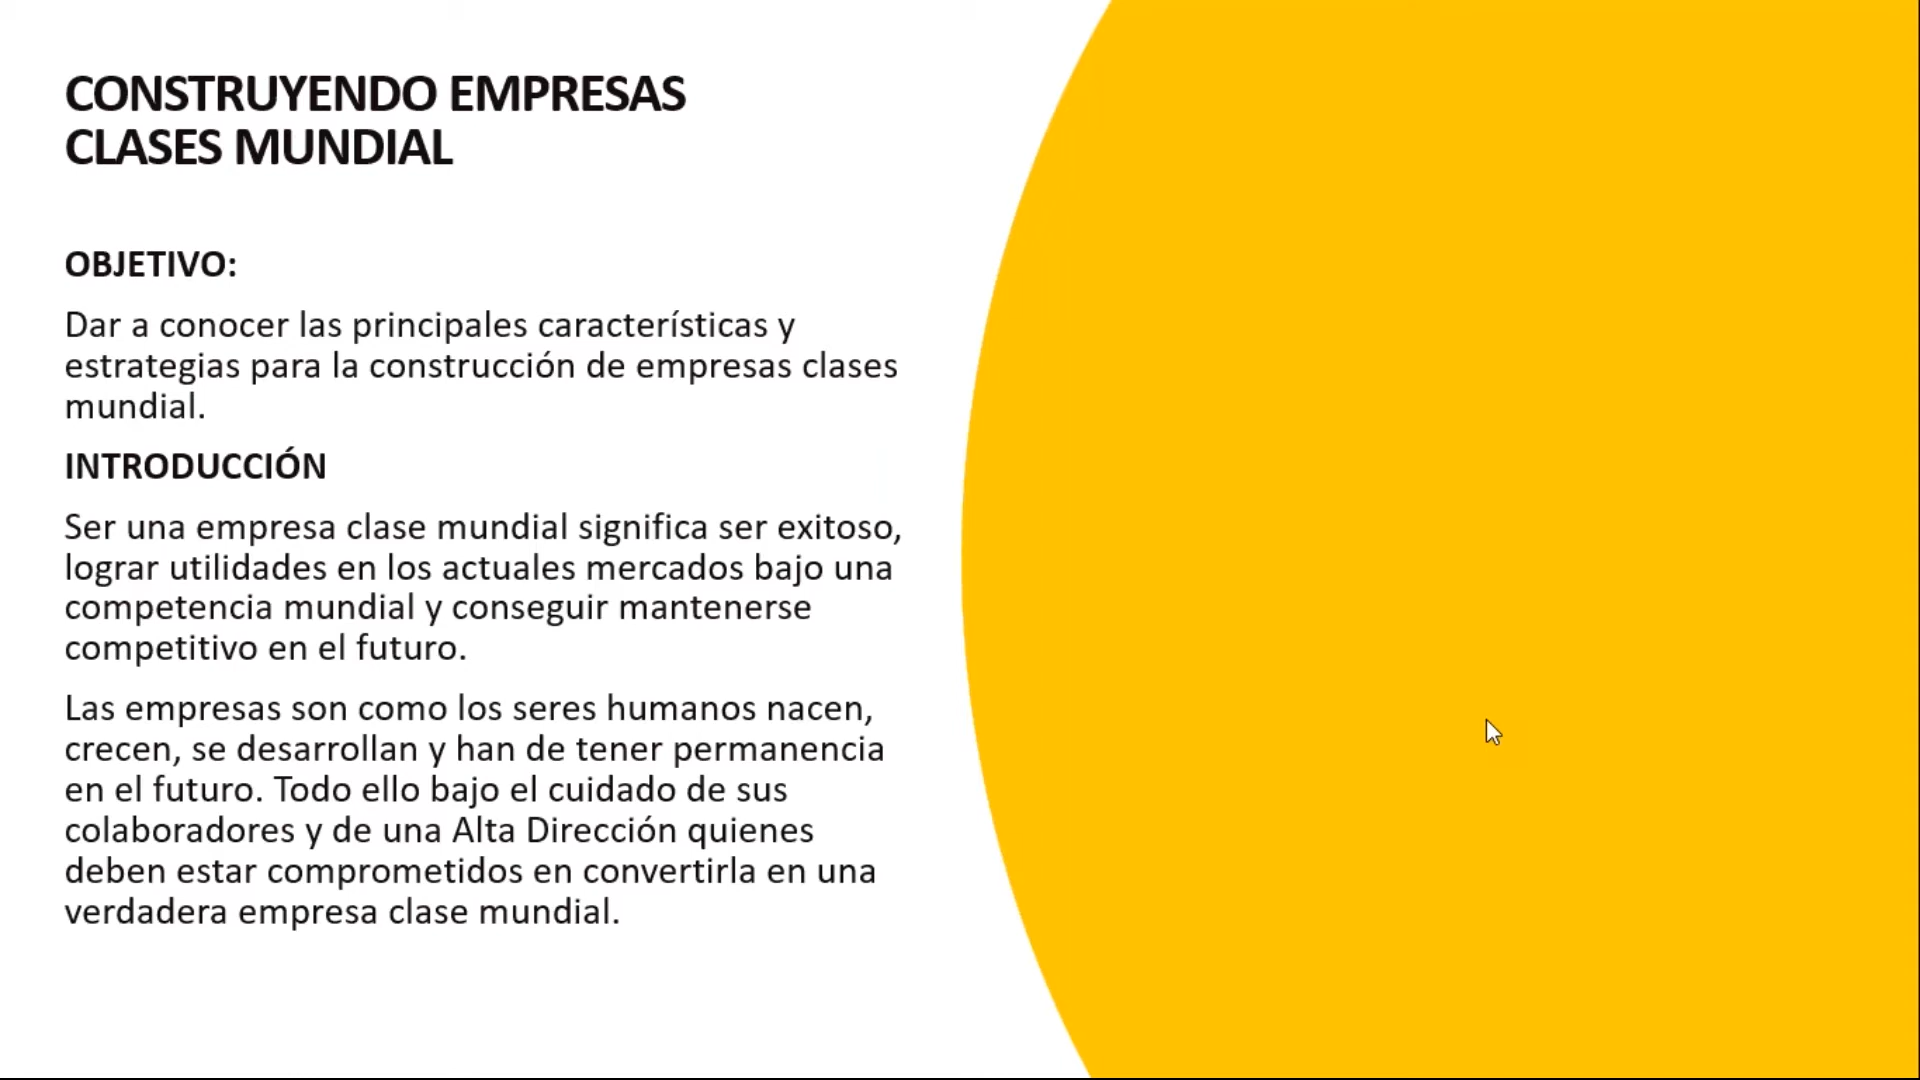 CONSTRUYENDO EMPRESAS
CLASES MUNDIAL
OBJETIVO:
Dar a conocer las principales características y
estrategias para la construcción de empresas clases
mundial.
INTRODUCCIÓN
Ser una empresa clase mundial significa ser exitoso,
lograr utilidades en los actuales mercados bajo una
competencia mundial y conseguir mantenerse
competitivo en el futuro.
Las empresas son como los seres humanos nacen,
crecen, se desarrollan y han de tener permanencia
en el futuro. Todo ello bajo el cuidado de sus
colaboradores y de una Alta Dirección quienes
deben estar comprometidos en convertirla en una
verdadera empresa clase mundial.